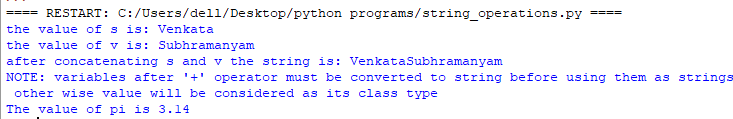 ==== RESTART: C:/Users/dell/Desktop/python programs/string_operations.py ====
the value of s is: Venkata
the value of v is: Subhramanyam
after concatenating s and v the string is: VenkataSubhramanyam
NOTE: variables after '+' operator must be converted to string before using them as strings
 other wise value will be considered as its class type
The value of pi is 3.14